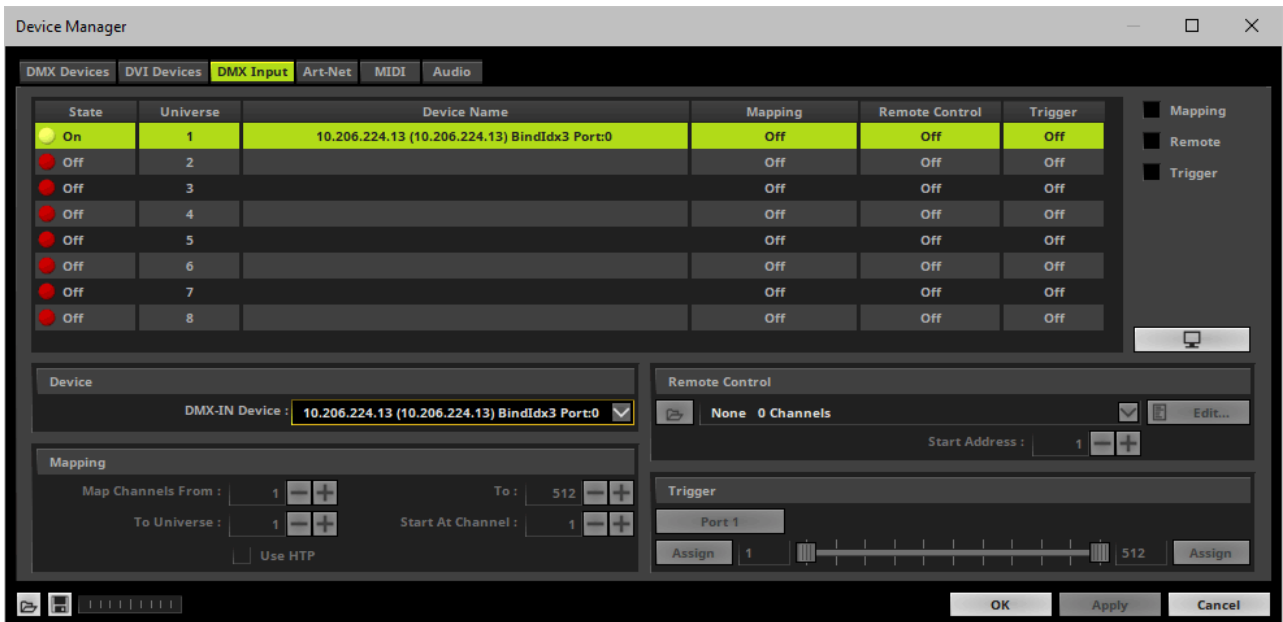 Device Manager
DMX Devices DVI Devices DMX Input Art-Net MIDI Audio
State Universe Device Name Mapping Remote Control Trigger
On 1 10.206.224.13 (10.206.224.13) BindIdx3 Port:0 Off Off Off
Off 2 Off Off Off
Off 3 Off Off Off
Off 4 Off Off Off
Off 5 Off Off Off
Off 6 Off Off Off
Off 7 Off Off Off
Off 8 Off Off Off
Mapping
Remote
Trigger
Device
DMX-IN Device : 10.206.224.13 (10.206.224.13) BindIdx3 Port:0
Mapping
Map Channels From : 1 To : 512
To Universe : 1 Start At Channel : 1
Use HTP
Remote Control
None 0 Channels Edit...
Start Address : 1
Trigger
Port 1
Assign 1 512 Assign
OK Apply Cancel